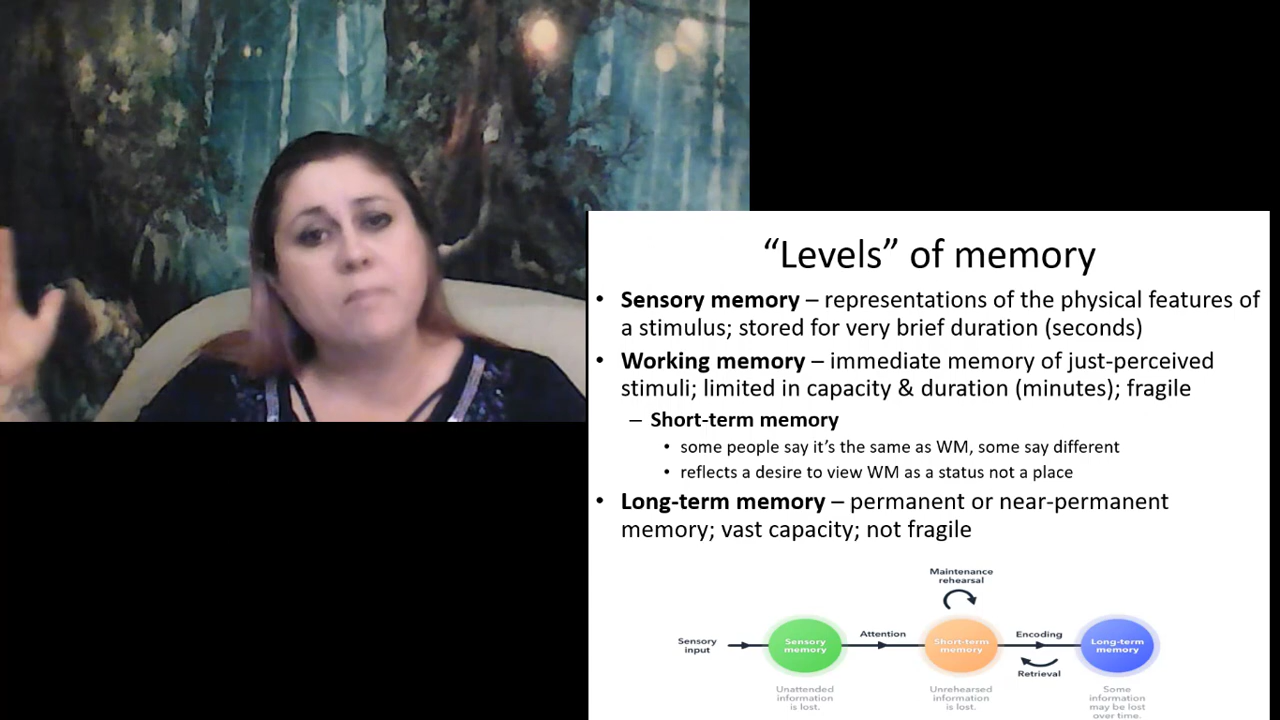 “Levels” of memory
• Sensory memory – representations of the physical features of
a stimulus; stored for very brief duration (seconds)
• Working memory – immediate memory of just-perceived
stimuli; limited in capacity & duration (minutes); fragile
– Short-term memory
• some people say it’s the same as WM, some say different
• reflects a desire to view WM as a status not a place
• Long-term memory – permanent or near-permanent
memory; vast capacity; not fragile
Maintenance
rehearsal
Sensory
input
Sensory
memory
Attention
Short-term
memory
Encoding
Retrieval
Long-term
memory
Unattended
information
is lost.
Unrehearsed
information
is lost.
Some
information
may be lost
over time.